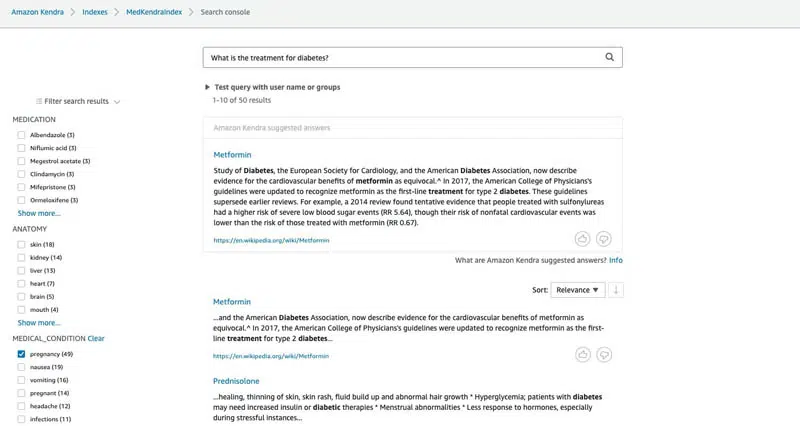 Amazon Kendra > Indexes > MedKendraIndex > Search console
What is the treatment for diabetes?
Test query with user name or groups
1-10 of 50 results
Filter search results
MEDICATION
Albendazole (3)
Niflumic acid (3)
Megestrol acetate (3)
Clindamycin (3)
Mifepristone (3)
Ormeloxifene (3)
Show more...
ANATOMY
skin (18)
kidney (14)
liver (13)
heart (7)
brain (5)
mouth (4)
Show more...
MEDICAL_CONDITION Clear
pregnancy (49)
nausea (19)
vomiting (16)
pregnant (14)
headache (12)
infections (11)
Amazon Kendra suggested answers
Metformin
Study of Diabetes, the European Society for Cardiology, and the American Diabetes Association, now describe
evidence for the cardiovascular benefits of metformin as equivocal.^ In 2017, the American College of Physicians's
guidelines were updated to recognize metformin as the first-line treatment for type 2 diabetes. These guidelines
supersede earlier reviews. For example, a 2014 review found tentative evidence that people treated with sulfonylureas
had a higher risk of severe low blood sugar events (RR 5.64), though their risk of nonfatal cardiovascular events was
lower than the risk of those treated with metformin (RR 0.67).
https://en.wikipedia.org/wiki/Metformin
What are Amazon Kendra suggested answers? Info
Sort: Relevance
Metformin
...and the American Diabetes Association, now describe evidence for the cardiovascular benefits of metformin as
equivocal.^ In 2017, the American College of Physicians's guidelines were updated to recognize metformin as the first-
line treatment for type 2 diabetes...
https://en.wikipedia.org/wiki/Metformin
Prednisolone
...healing, thinning of skin, skin rash, fluid build up and abnormal hair growth * Hyperglycemia; patients with diabetes
may need increased insulin or diabetic therapies * Menstrual abnormalities * Less response to hormones, especially
during stressful instances...